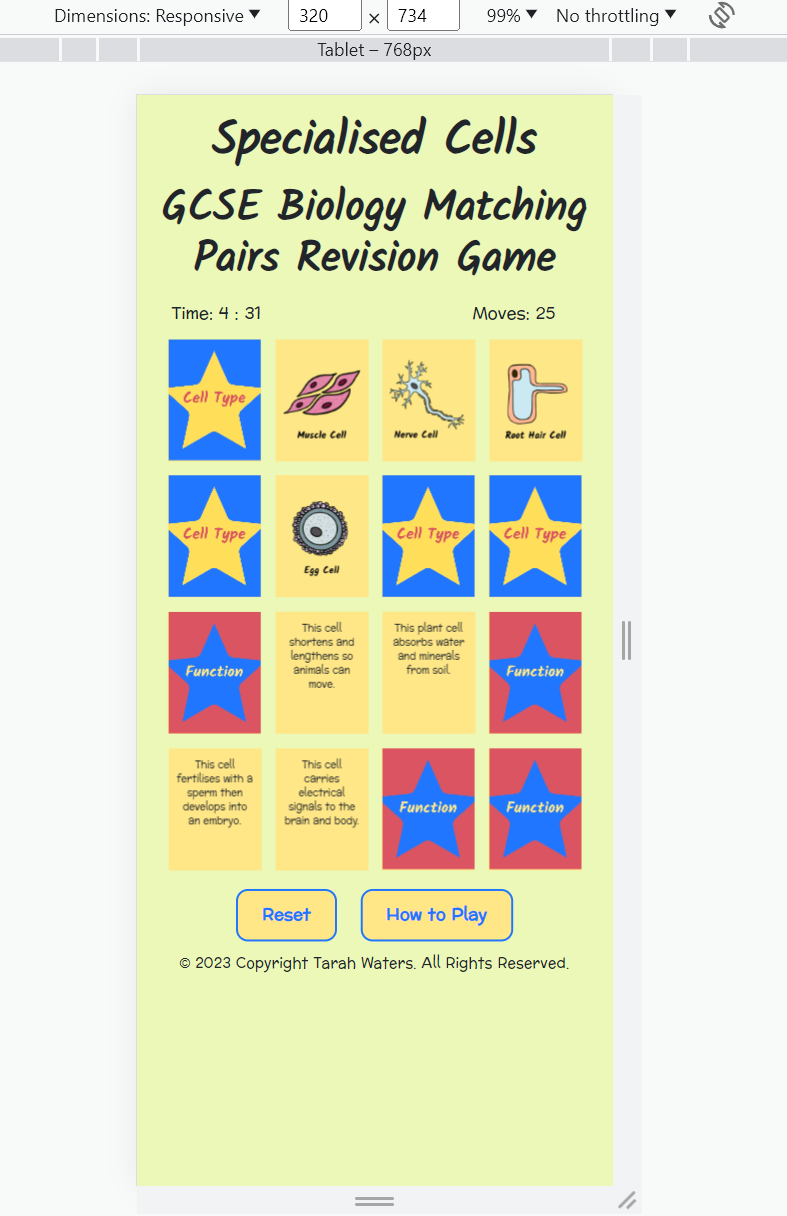 Dimensions: Responsive ▼ 320 × 734 99% ▼ No throttling ▼
Tablet – 768px
Specialised Cells
GCSE Biology Matching
Pairs Revision Game
Time: 4 : 31 Moves: 25
Cell Type
Muscle Cell
Nerve Cell
Root Hair Cell
Cell Type
Egg Cell
Cell Type
Cell Type
Function
This cell
shortens and
lengthens so
animals can
move.
This plant cell
absorbs water
and minerals
from soil.
Function
This cell
fertilises with a
sperm then
develops into
an embryo.
This cell
carries
electrical
signals to the
brain and body.
Function
Function
Reset
How to Play
© 2023 Copyright Tarah Waters. All Rights Reserved.